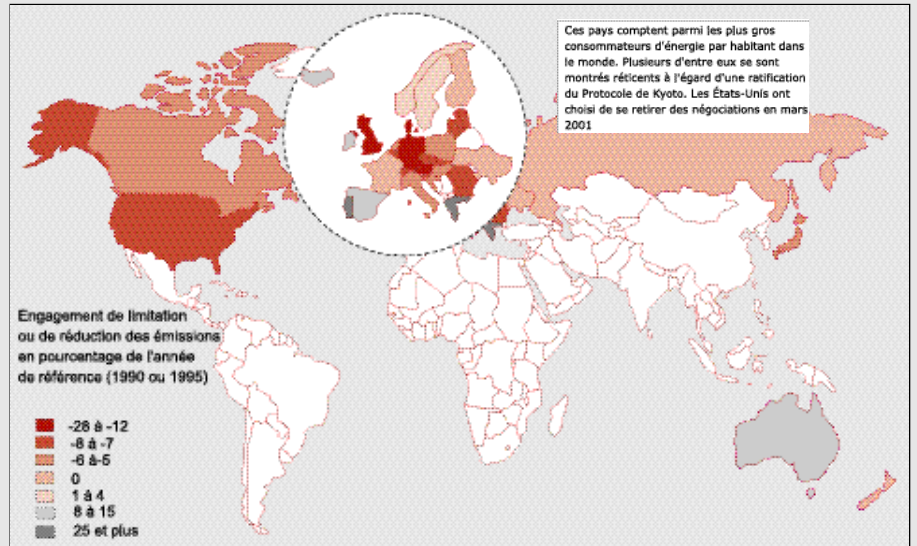 Ces pays comptent parmi les plus gros
consommateurs d'énergie par habitant dans
le monde. Plusieurs d'entre eux se sont
montrés réticents à l'égard d'une ratification
du Protocole de Kyoto. Les États-Unis ont
choisi de se retirer des négociations en mars
2001
Engagement de limitation
ou de réduction des émissions
en pourcentage de l'année
de référence (1990 ou 1995)
-28 à -12
-8 à -7
-6 à-5
0
1 à 4
8 à 15
25 et plus